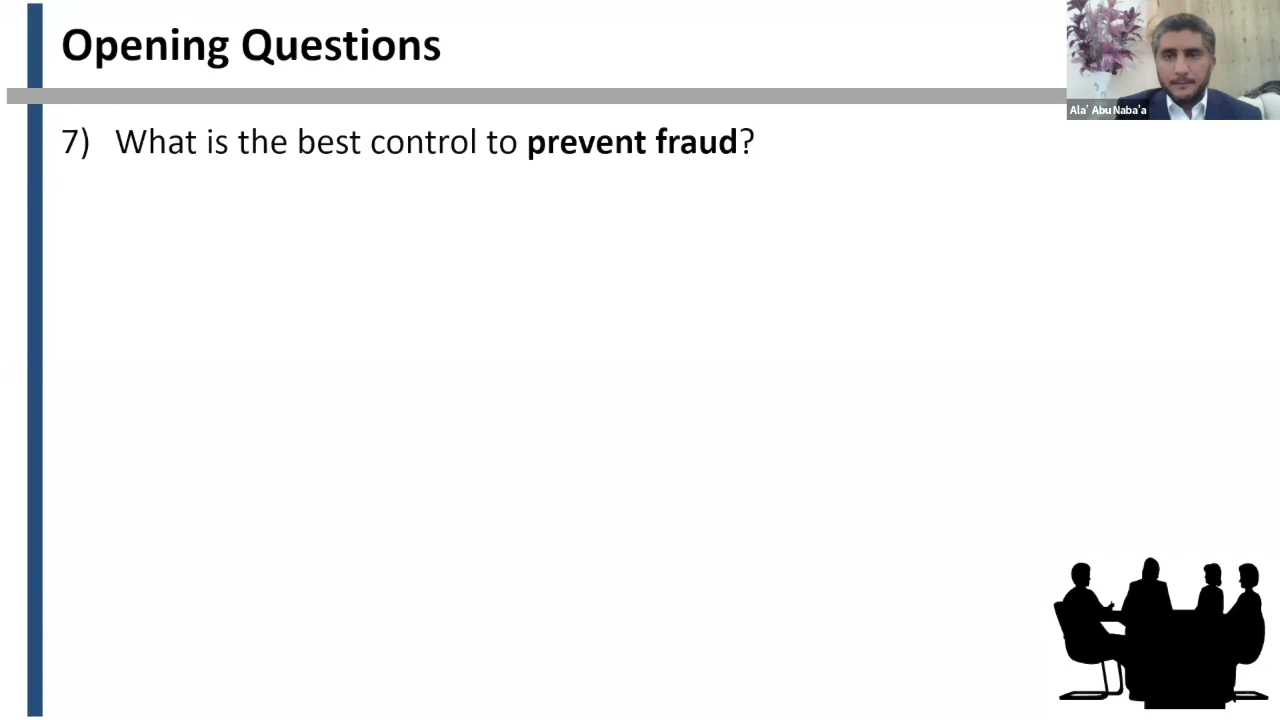 Opening Questions
Ala' Abu Naba'a
7) What is the best control to prevent fraud?